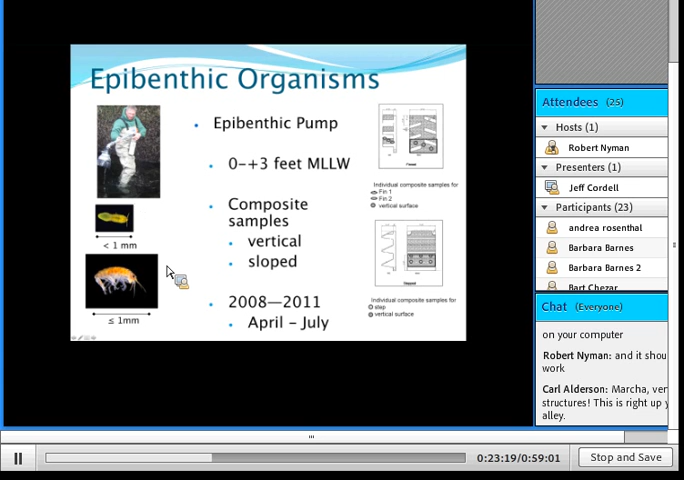 Epibenthic Organisms
• Epibenthic Pump
• 0-+3 feet MLLW
• Composite
samples
• vertical
• sloped
• 2008—2011
• April - July
< 1 mm
≤ 1mm
Individual composite samples for
Fin 1
Fin 2
vertical surface
Individual composite samples for
step
vertical surface
Attendees (25)
Hosts (1)
Robert Nyman
Presenters (1)
Jeff Cordell
Participants (23)
andrea rosenthal
Barbara Barnes
Barbara Barnes 2
Bart Chezar
Chat (Everyone)
on your computer
Robert Nyman: and it shou
work
Carl Alderson: Marcha, ver
structures! This is right up y
alley.
0:23:19/0:59:01
Stop and Save